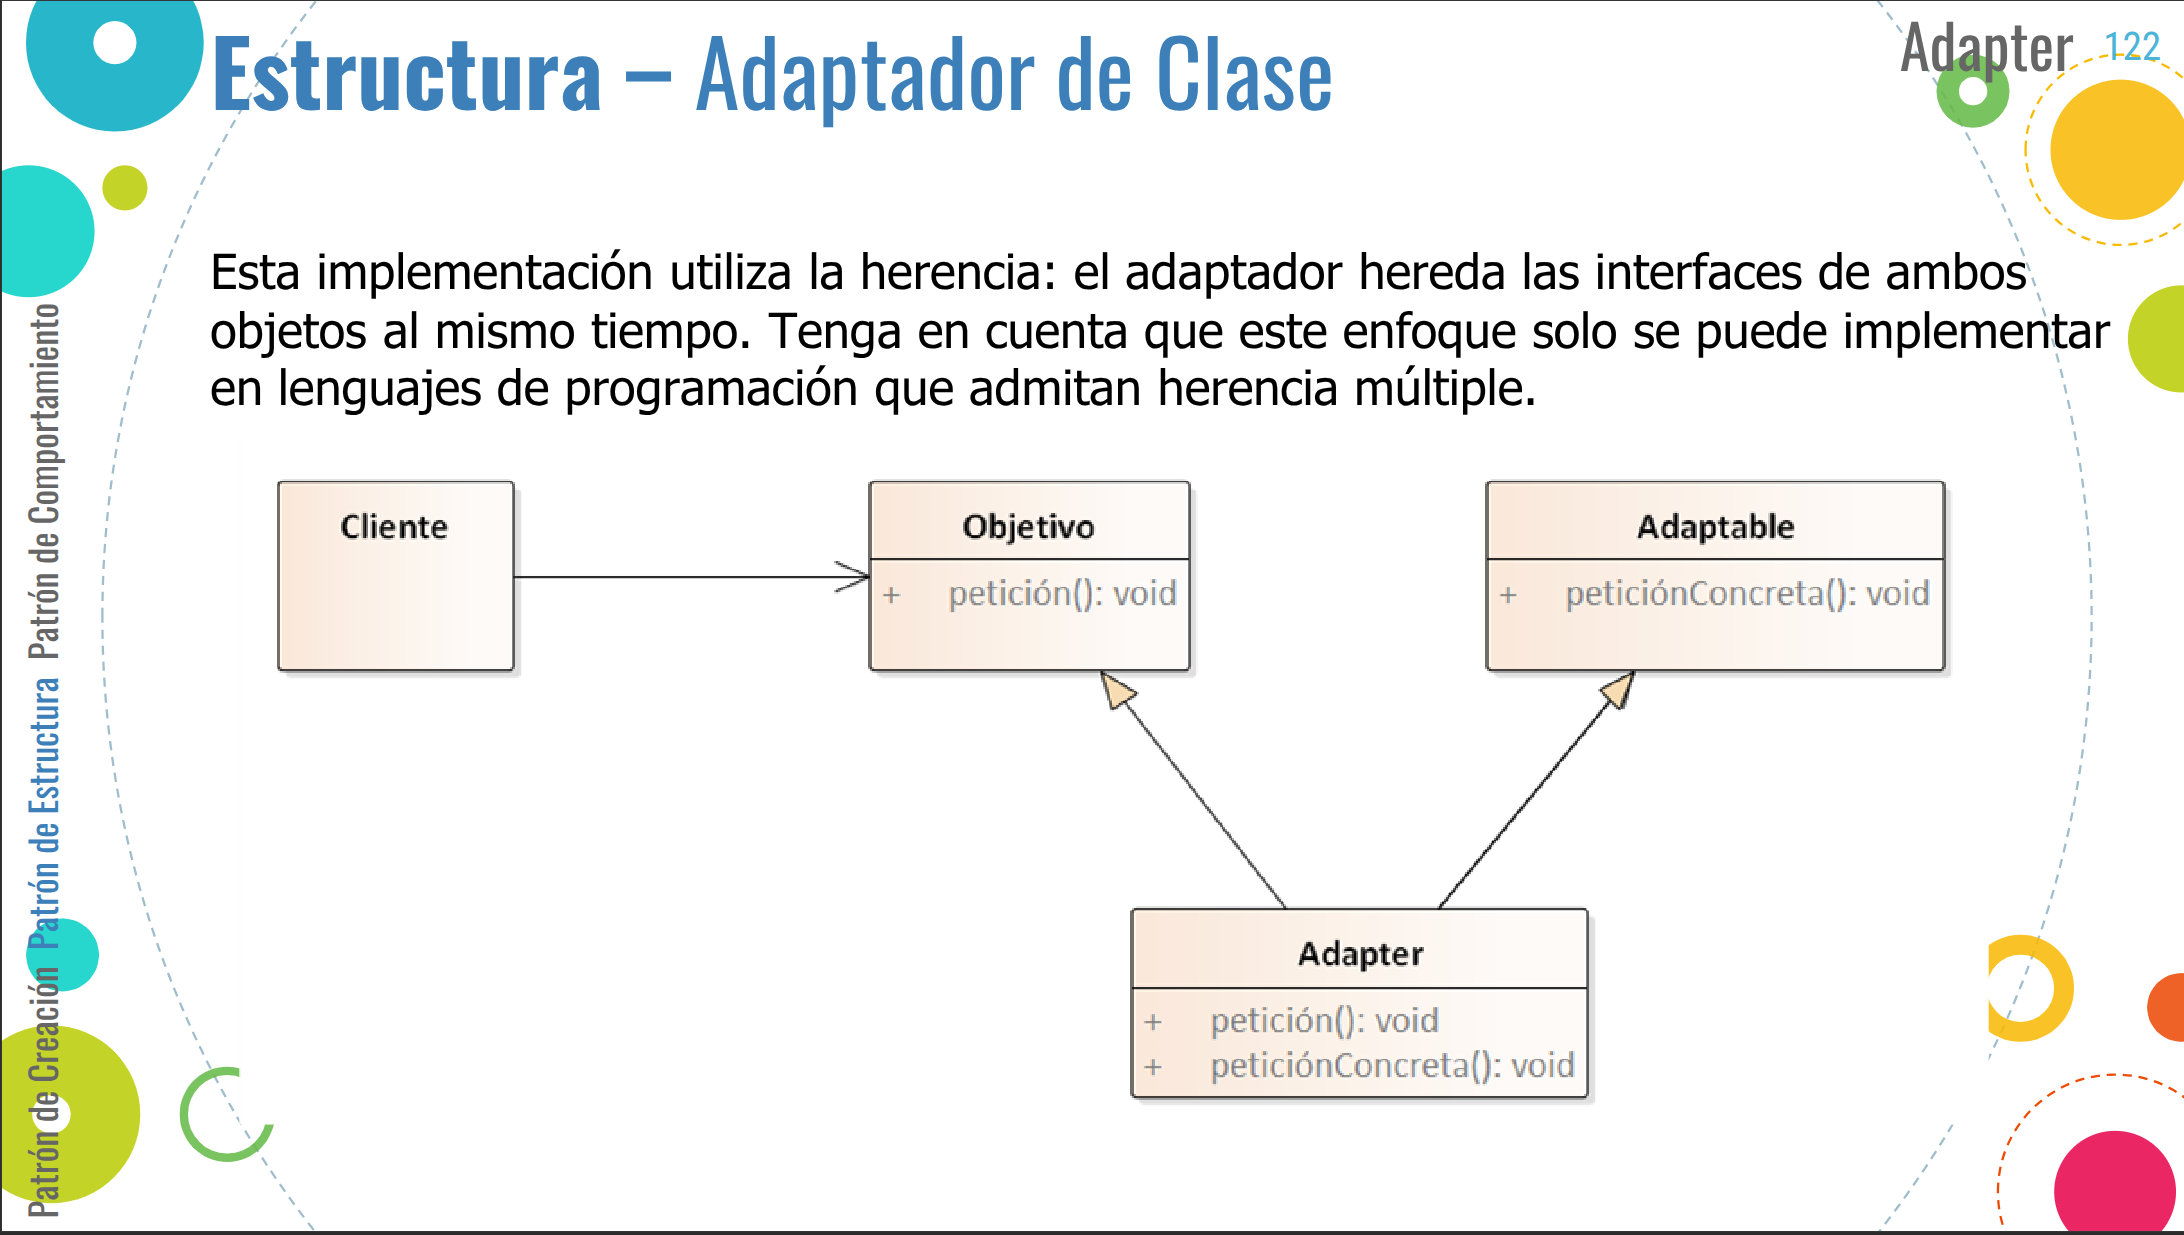 Estructura – Adaptador de Clase
Adapter 122
Esta implementación utiliza la herencia: el adaptador hereda las interfaces de ambos
objetos al mismo tiempo. Tenga en cuenta que este enfoque solo se puede implementar
en lenguajes de programación que admitan herencia múltiple.
Cliente
Objetivo
+ petición(): void
Adaptable
+ peticiónConcreta(): void
Adapter
+ petición(): void
+ peticiónConcreta(): void
Patrón de Creación Patrón de Estructura Patrón de Comportamiento